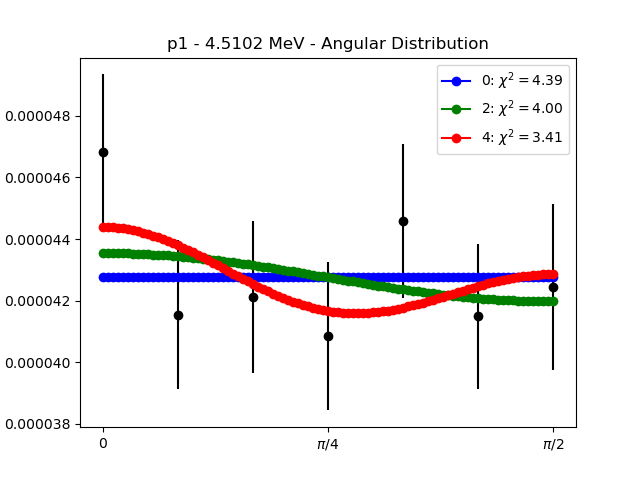 p1 - 4.5102 MeV - Angular Distribution
0: χ² = 4.39
2: χ² = 4.00
4: χ² = 3.41
0.000048
0.000046
0.000044
0.000042
0.000040
0.000038
0 π/4 π/2